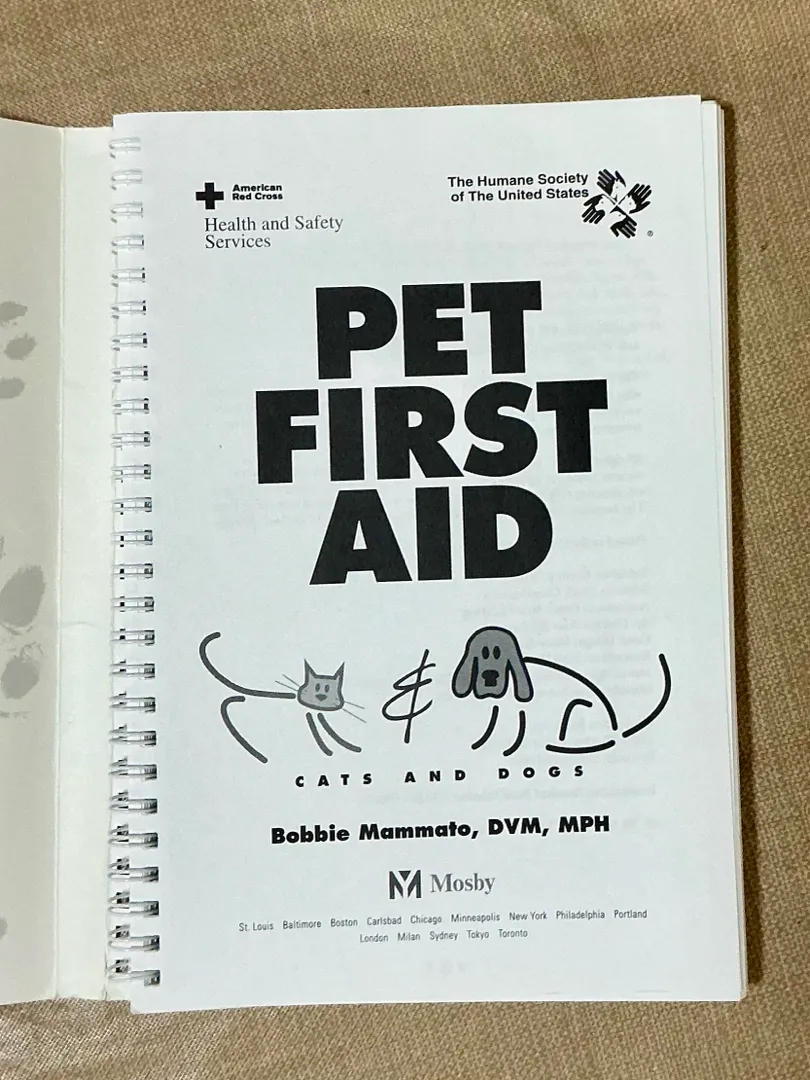 American
Red Cross
Health and Safety
Services
The Humane Society
of The United States
®
PET
FIRST
AID
&
CATS AND DOGS
Bobbie Mammato, DVM, MPH
Mosby
St. Louis Baltimore Boston Carlsbad Chicago Minneapolis New York Philadelphia Portland
London Milan Sydney Tokyo Toronto